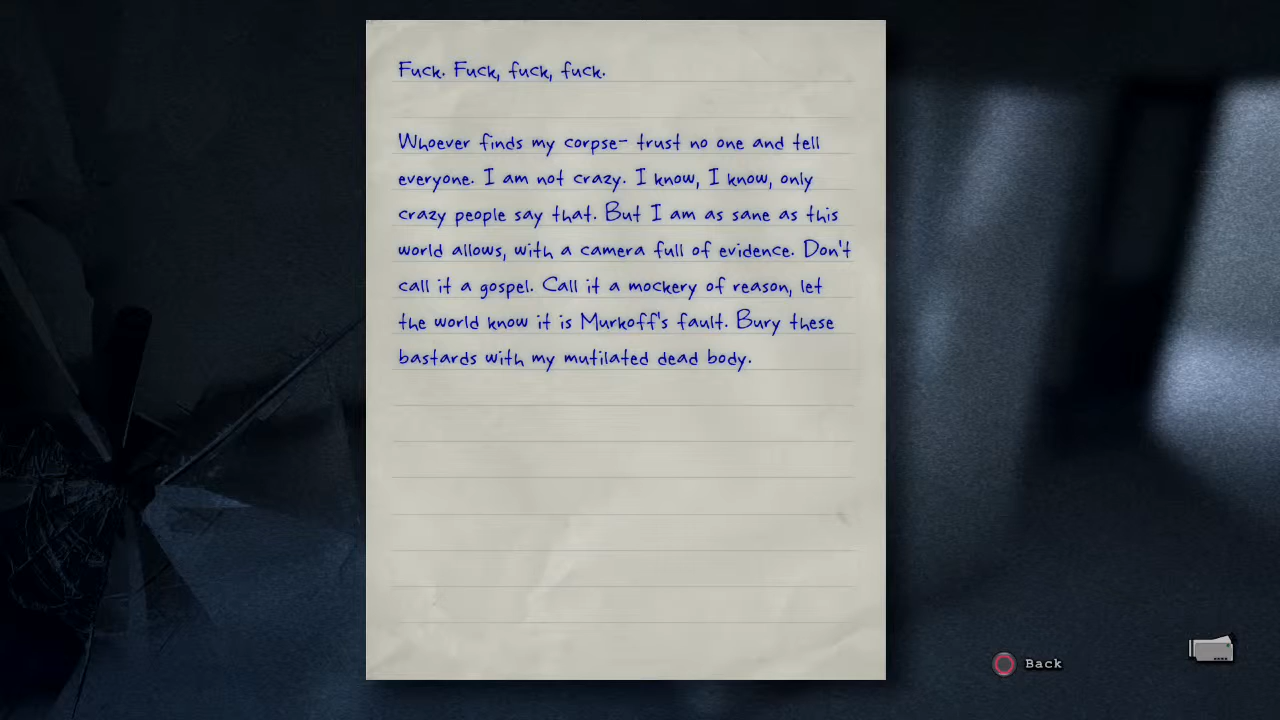 Fuck. Fuck, fuck, fuck.
Whoever finds my corpse- trust no one and tell
everyone. I am not crazy. I know, I know, only
crazy people say that. But I am as sane as this
world allows, with a camera full of evidence. Don't
call it a gospel. Call it a mockery of reason, let
the world know it is Murkoff's fault. Bury these
bastards with my mutilated dead body.
Back